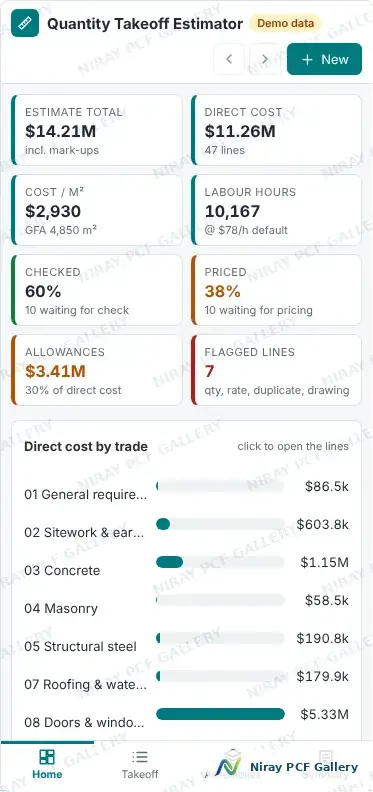 Quantity Takeoff Estimator
Demo data
New
ESTIMATE TOTAL
$14.21M
incl. mark-ups
DIRECT COST
$11.26M
47 lines
COST / M²
$2,930
GFA 4,850 m²
LABOUR HOURS
10,167
@ $78/h default
CHECKED
60%
10 waiting for check
PRICED
38%
10 waiting for pricing
ALLOWANCES
$3.41M
30% of direct cost
FLAGGED LINES
7
qty, rate, duplicate, drawing
Direct cost by trade
click to open the lines
01 General require... $86.5k
02 Sitework & ear... $603.8k
03 Concrete $1.15M
04 Masonry $58.5k
05 Structural steel $190.8k
07 Roofing & wate... $179.9k
08 Doors & windo... $5.33M
Home
Takeoff
Summary
Niray PCF Gallery
NIRAY PCF GALLERY